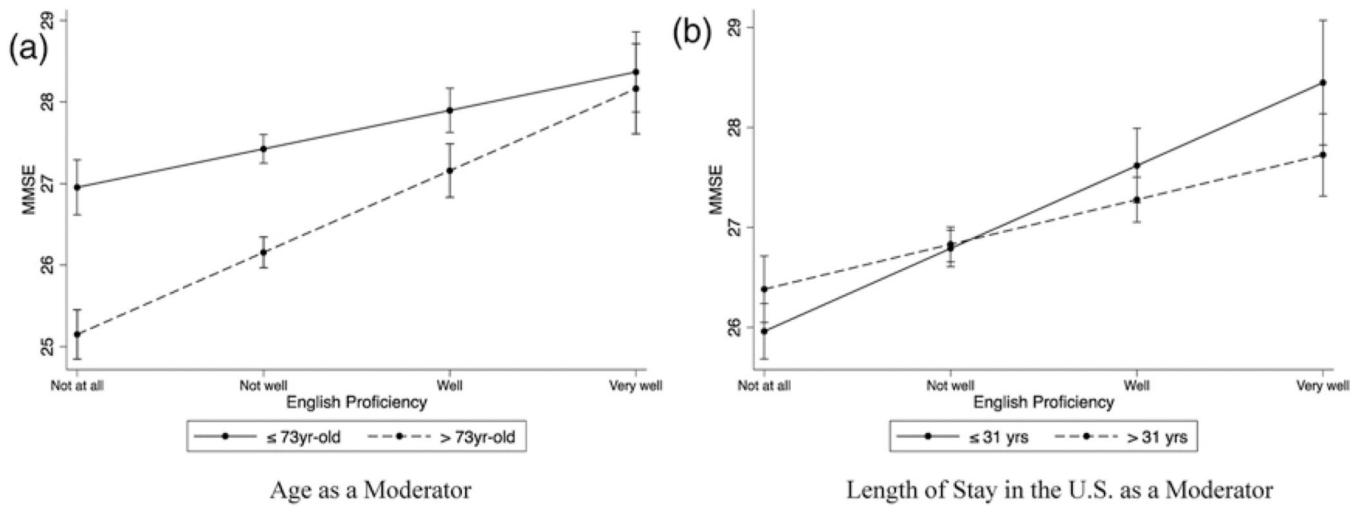 (a)
29
28
27
26
25
MMSE
Not at all Not well Well Very well
English Proficiency
≤ 73yr-old > 73yr-old
Age as a Moderator
(b)
29
28
27
26
MMSE
Not at all Not well Well Very well
English Proficiency
≤ 31 yrs > 31 yrs
Length of Stay in the U.S. as a Moderator